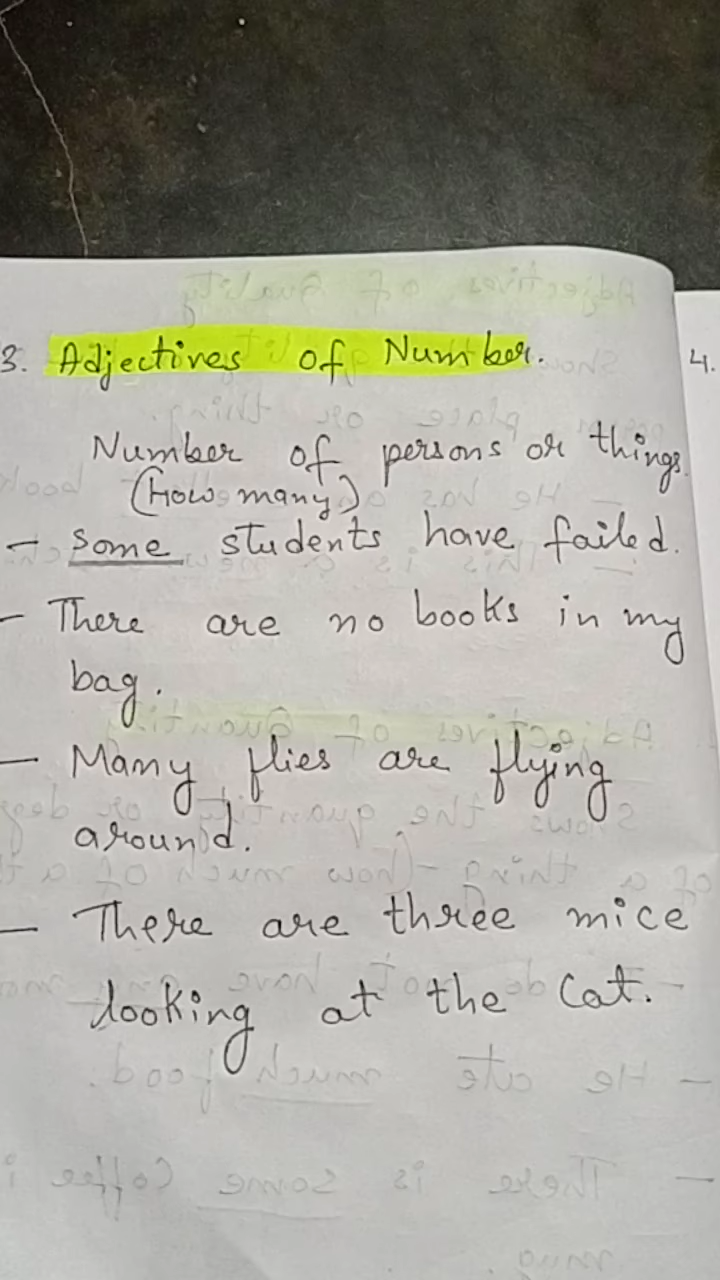 3. Adjectives of Number.
4.
Number of persons or things.
(How many)
- Some students have failed.
- There are no books in my
bag.
- Many flies are flying
around.
- There are three mice
looking at the Cat.